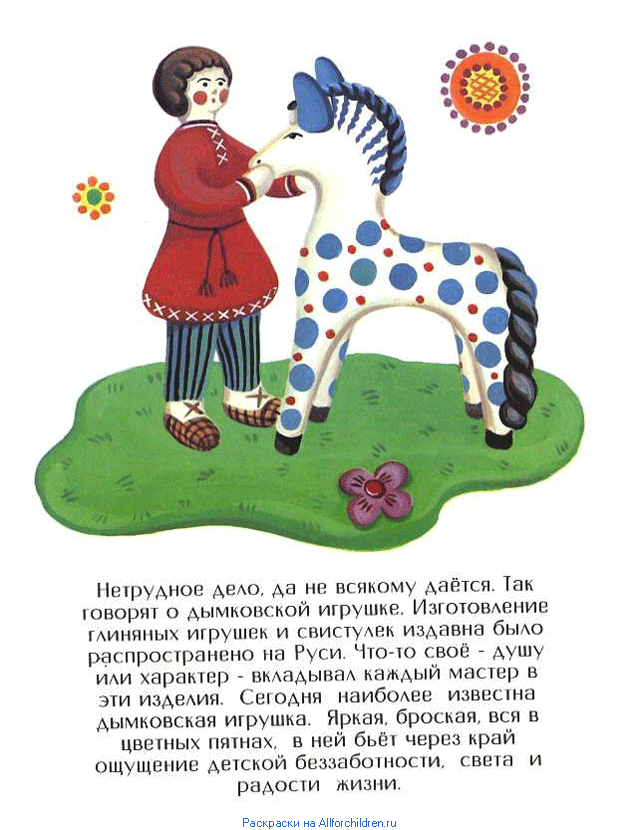 Нетрудное дело, да не всякому даётся. Так
говорят о дымковской игрушке. Изготовление
глиняных игрушек и свистулек издавна было
распространено на Руси. Что-то своё - душу
или характер - вкладывал каждый мастер в
эти изделия. Сегодня наиболее известна
дымковская игрушка. Яркая, броская, вся в
цветных пятнах, в ней бьёт через край
ощущение детской беззаботности, света и
радости жизни.
Раскраски на Allforchildren.ru